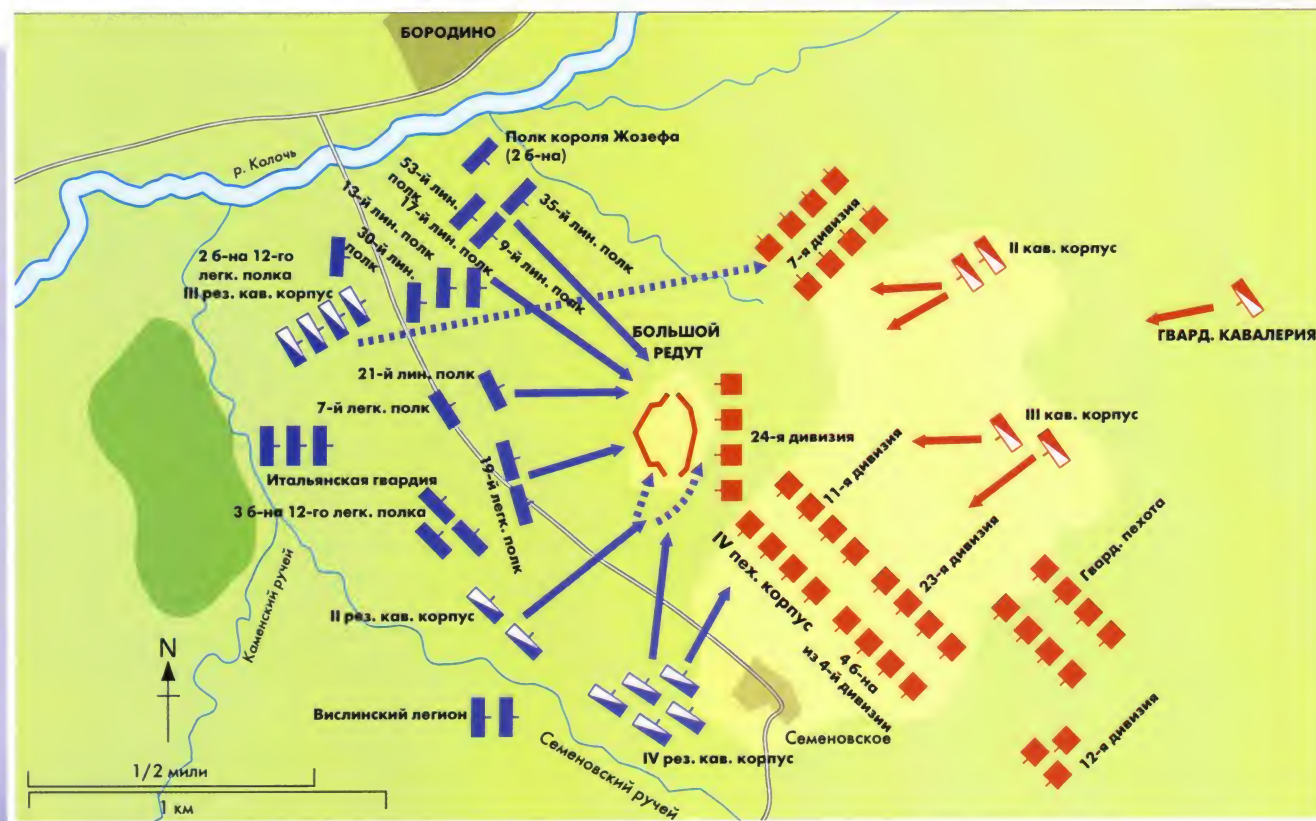 БОРОДИНО
р. Колочь
Полк короля Жозефа
(2 б-на)
53-й лин.
полк
35-й лин. полк
17-й лин. полк
9-й лин. полк
13-й лин. полк
30-й лин.
полк
2 б-на 12-го
легк. полка
III рез. кав. корпус
7-я дивизия
II кав. корпус
ГВАРД. КАВАЛЕРИЯ
БОЛЬШОЙ
РЕДУТ
21-й лин. полк
7-й легк. полк
24-я дивизия
III кав. корпус
11-я дивизия
Итальянская гвардия
3 б-на 12-го легк. полка
19-й легк. полк
IV пех. корпус
23-я дивизия
Гвард. пехота
Каменский ручей
II рез. кав. корпус
4 б-на
из 4-й дивизии
N
Вислинский легион
Семеновский ручей
IV рез. кав. корпус
Семеновское
12-я дивизия
1/2 мили
1 км